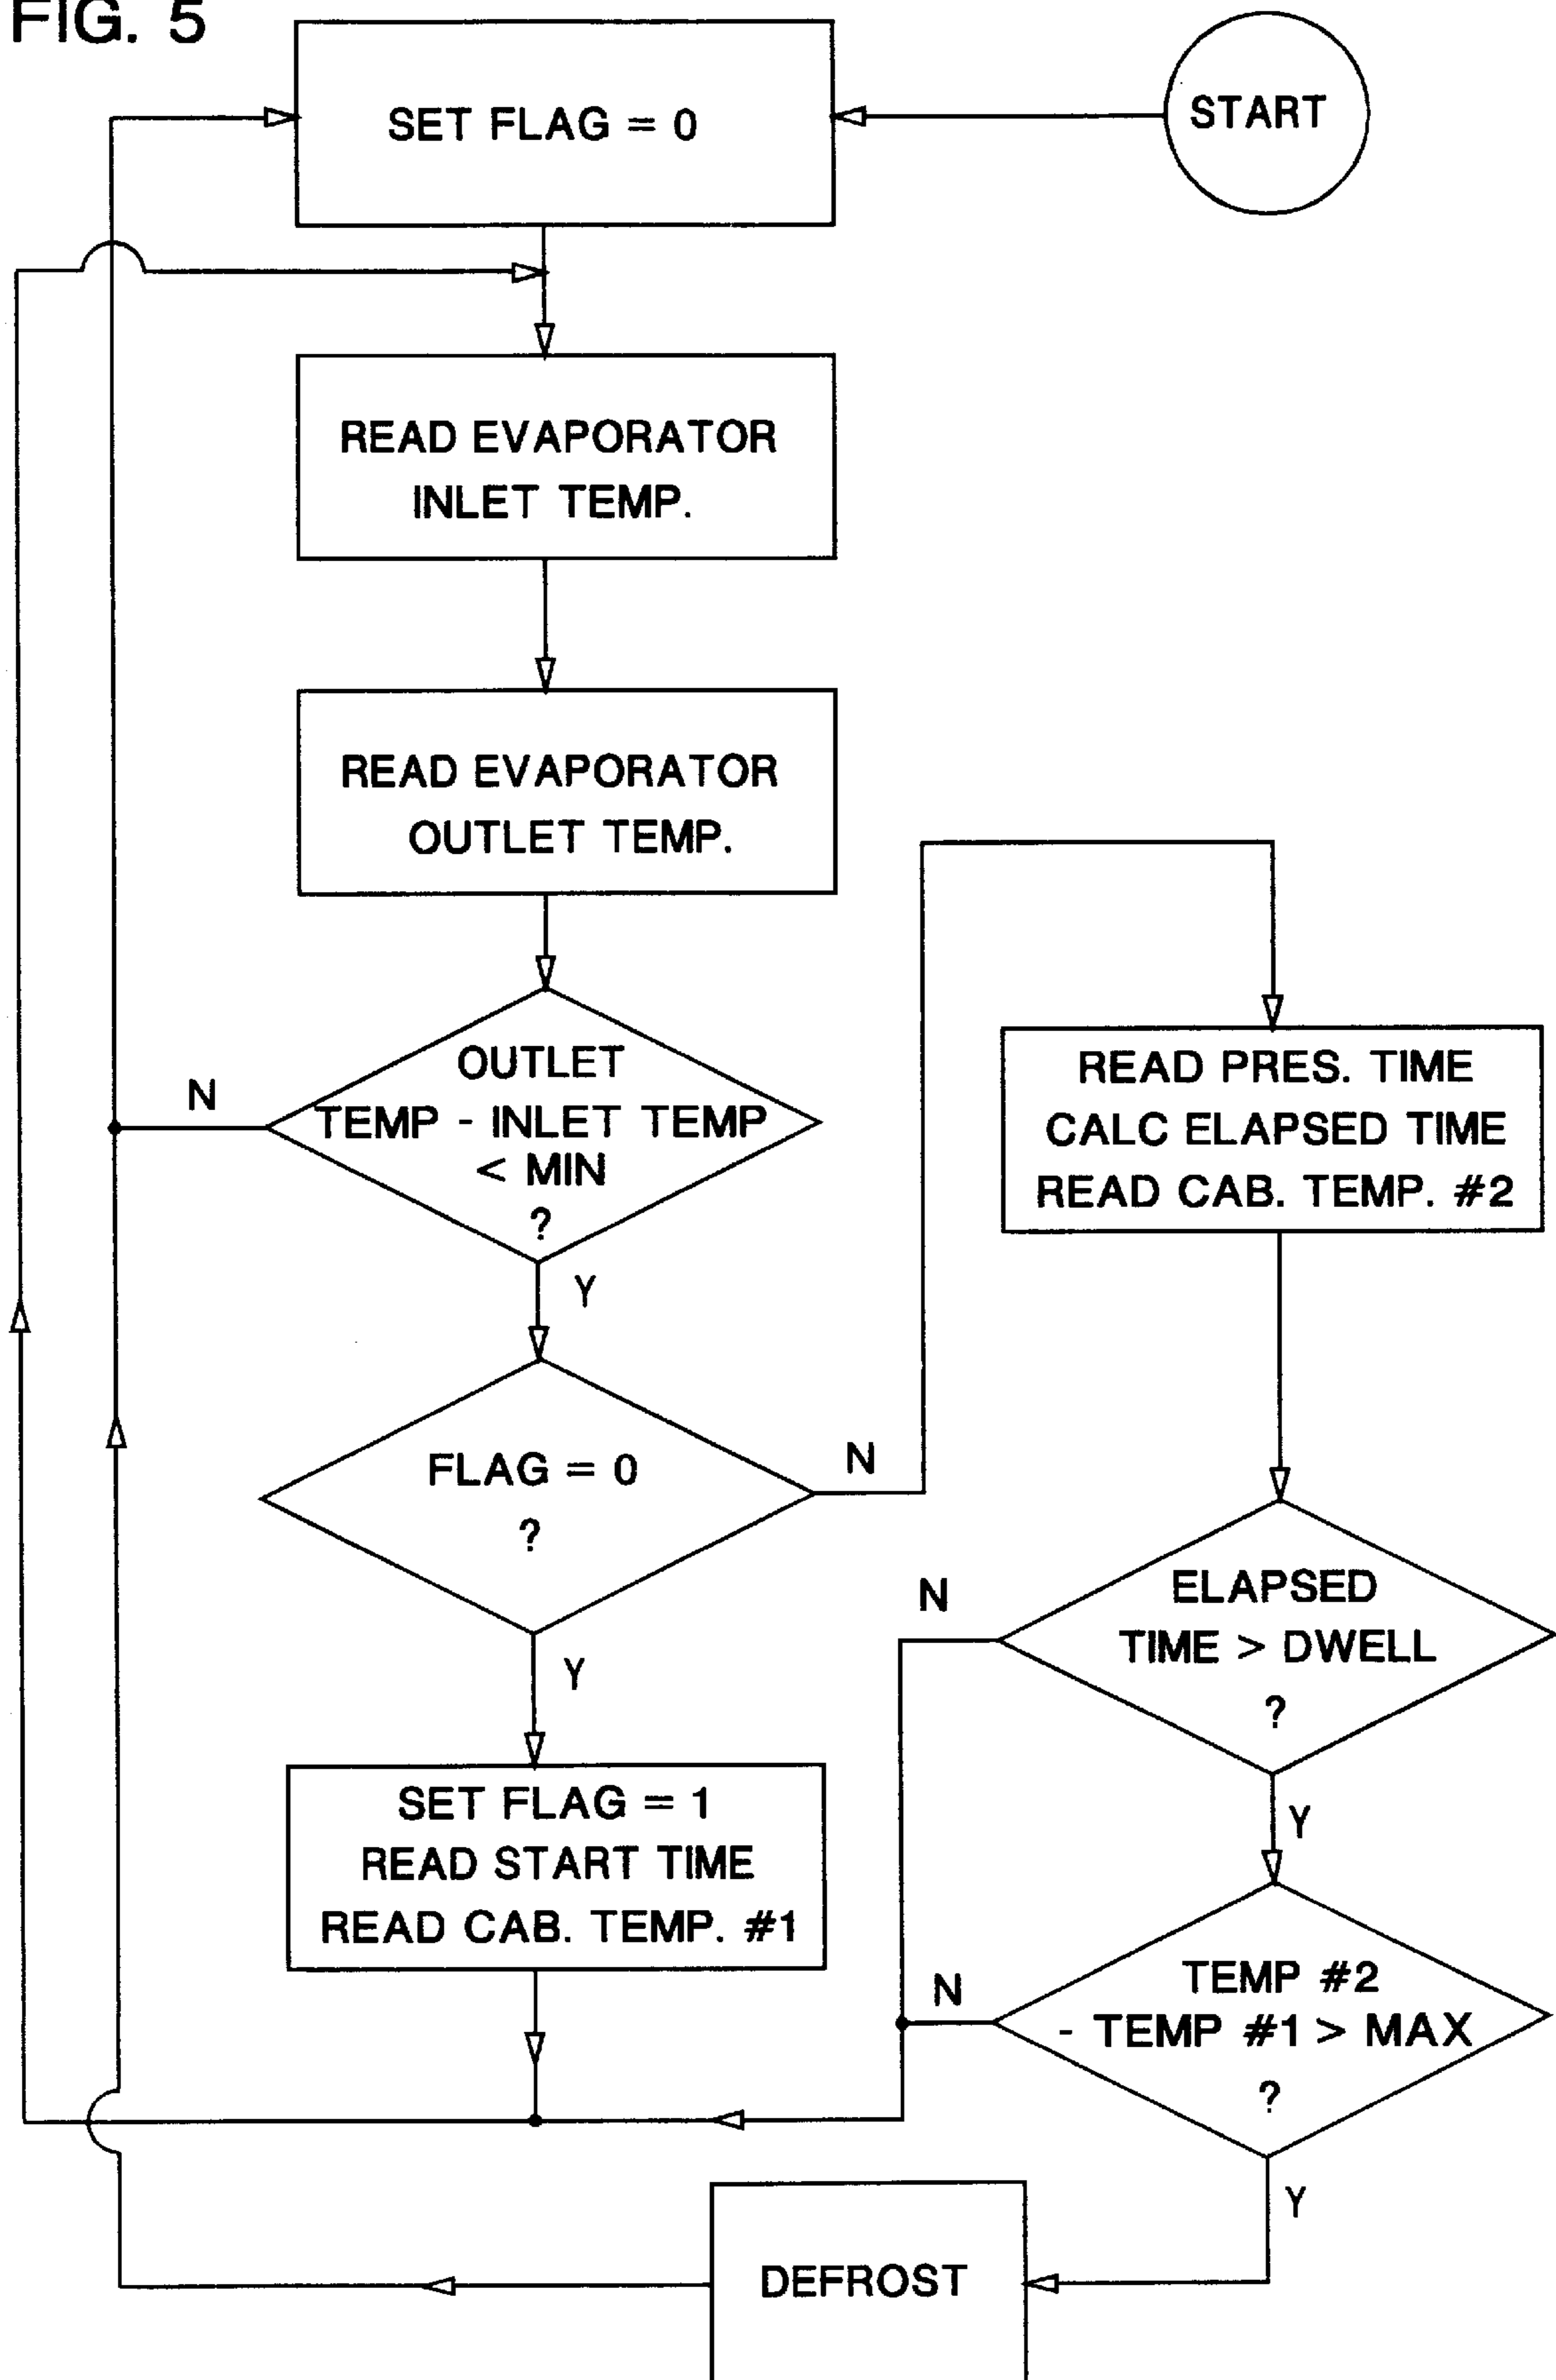 FIG. 5
SET FLAG = 0
START
READ EVAPORATOR
INLET TEMP.
READ EVAPORATOR
OUTLET TEMP.
OUTLET
TEMP - INLET TEMP
< MIN
?
N
Y
FLAG = 0
?
N
Y
SET FLAG = 1
READ START TIME
READ CAB. TEMP. #1
READ PRES. TIME
CALC ELAPSED TIME
READ CAB. TEMP. #2
ELAPSED
TIME > DWELL
?
N
Y
TEMP #2
- TEMP #1 > MAX
?
N
Y
DEFROST